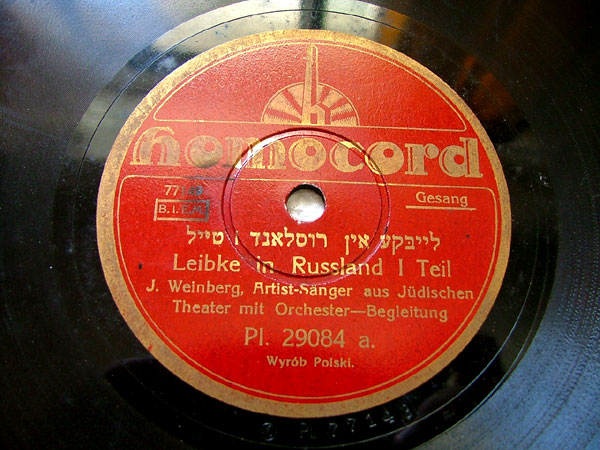 homocord
Gesang
B.I.E.M.
לייבקע אין רוסלאנד I טייל
Leibke in Russland I Teil
J. Weinberg, Artist-Sänger aus Jüdischen
Theater mit Orchester—Begleitung
Pl. 29084 a.
Wyrób Polski.